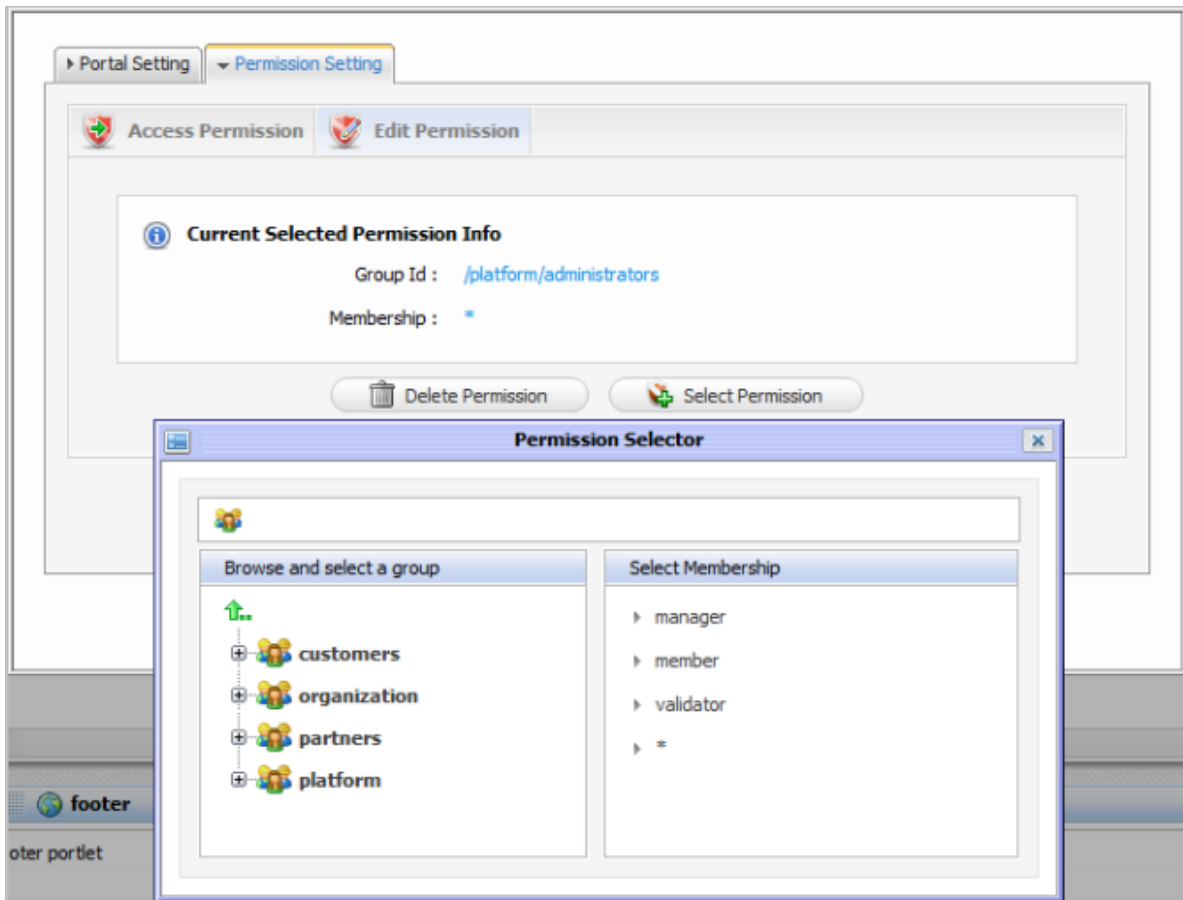 Portal Setting
Permission Setting
Access Permission
Edit Permission
Current Selected Permission Info
Group Id : /platform/administrators
Membership : *
Delete Permission
Select Permission
Permission Selector
Browse and select a group
customers
organization
partners
platform
Select Membership
manager
member
validator
*
footer
oter portlet